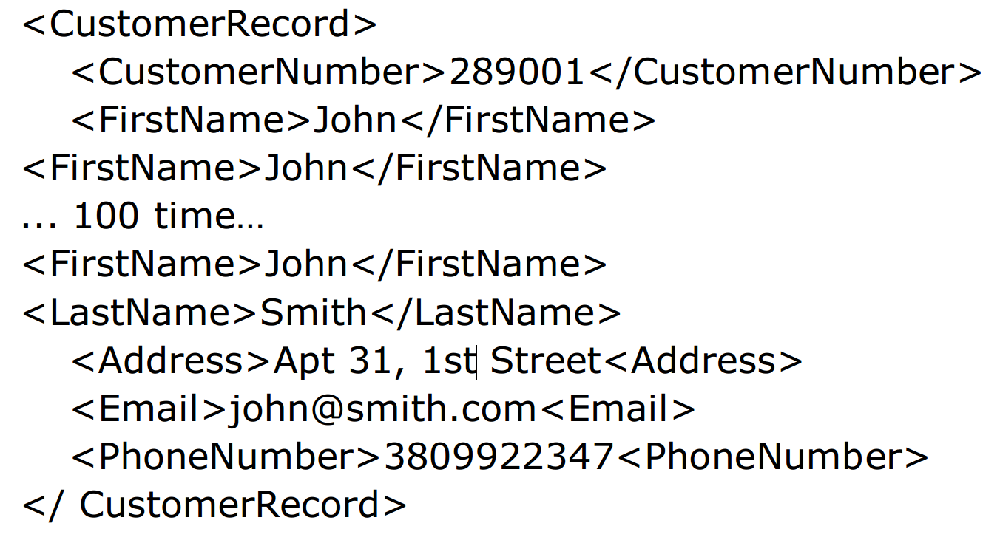 <CustomerRecord>
<CustomerNumber>289001</CustomerNumber>
<FirstName>John</FirstName>
<FirstName>John</FirstName>
... 100 time…
<FirstName>John</FirstName>
<LastName>Smith</LastName>
<Address>Apt 31, 1st Street<Address>
<Email>john@smith.com<Email>
<PhoneNumber>3809922347<PhoneNumber>
</ CustomerRecord>